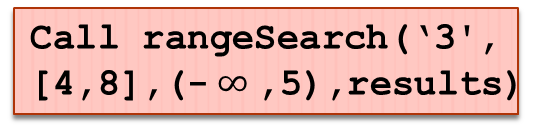 Call rangeSearch(‘3',
[4,8],(-∞,5),results)